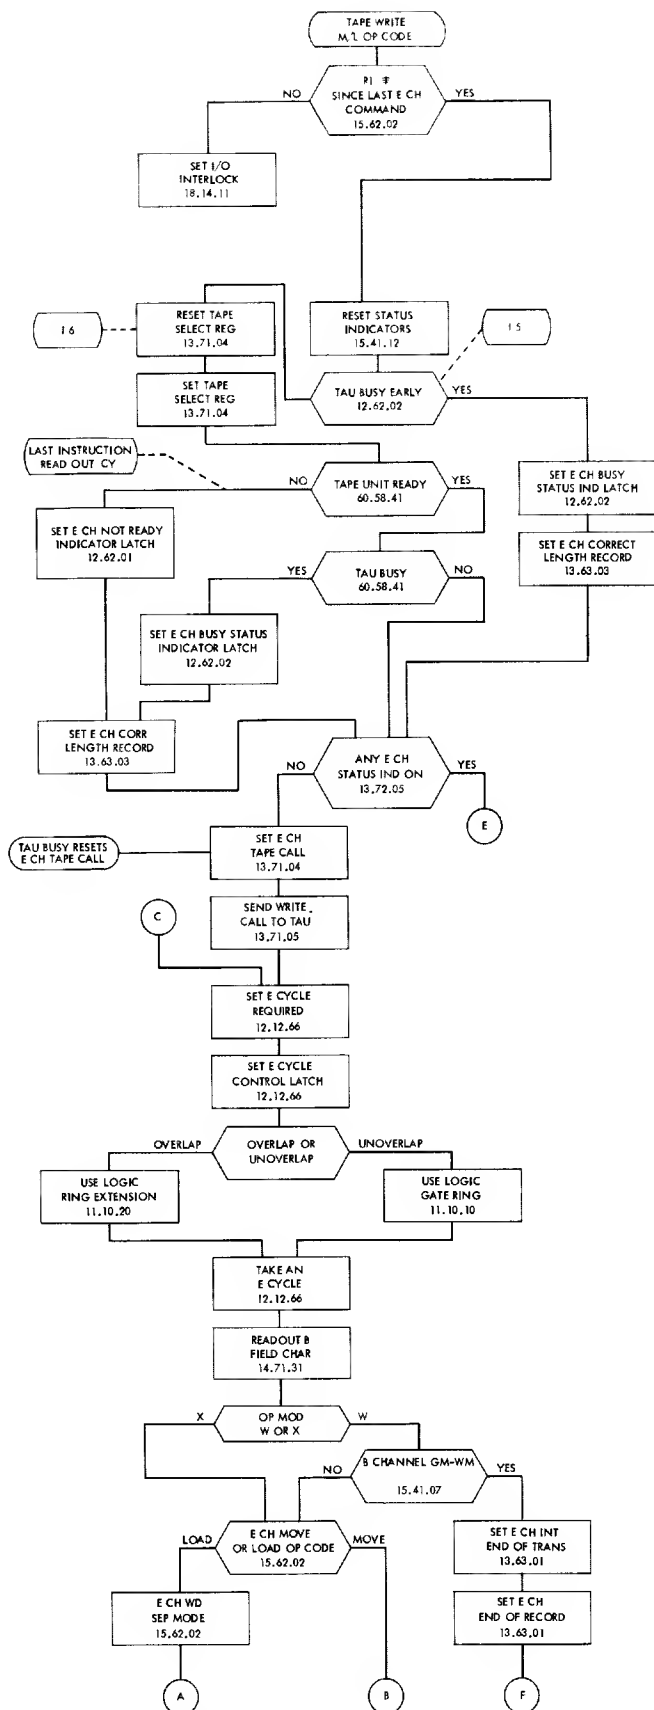 TAPE WRITE
M/L OP CODE
NO
RI ≠
SINCE LAST E CH
COMMAND
15.62.02
YES
SET I/O
INTERLOCK
18.14.11
I 6
RESET TAPE
SELECT REG
13.71.04
RESET STATUS
INDICATORS
15.41.12
I 5
SET TAPE
SELECT REG
13.71.04
TAU BUSY EARLY
12.62.02
YES
LAST INSTRUCTION
READ OUT CY
NO
TAPE UNIT READY
60.58.41
YES
SET E CH BUSY
STATUS IND LATCH
12.62.02
SET E CH NOT READY
INDICATOR LATCH
12.62.01
SET E CH CORRECT
LENGTH RECORD
13.63.03
YES
TAU BUSY
60.58.41
NO
SET E CH BUSY STATUS
INDICATOR LATCH
12.62.02
SET E CH CORR
LENGTH RECORD
13.63.03
NO
ANY E CH
STATUS IND ON
13.72.05
YES
E
TAU BUSY RESETS
E CH TAPE CALL
SET E CH
TAPE CALL
13.71.04
SEND WRITE
CALL TO TAU
13.71.05
C
SET E CYCLE
REQUIRED
12.12.66
SET E CYCLE
CONTROL LATCH
12.12.66
OVERLAP
OVERLAP OR
UNOVERLAP
UNOVERLAP
USE LOGIC
RING EXTENSION
11.10.20
USE LOGIC
GATE RING
11.10.10
TAKE AN
E CYCLE
12.12.66
READOUT B
FIELD CHAR
14.71.31
X
OP MOD
W OR X
W
NO
B CHANNEL GM-WM
15.41.07
YES
LOAD
E CH MOVE
OR LOAD OP CODE
15.62.02
MOVE
SET E CH INT
END OF TRANS
13.63.01
E CH WD
SEP MODE
15.62.02
SET E CH
END OF RECORD
13.63.01
A
B
F